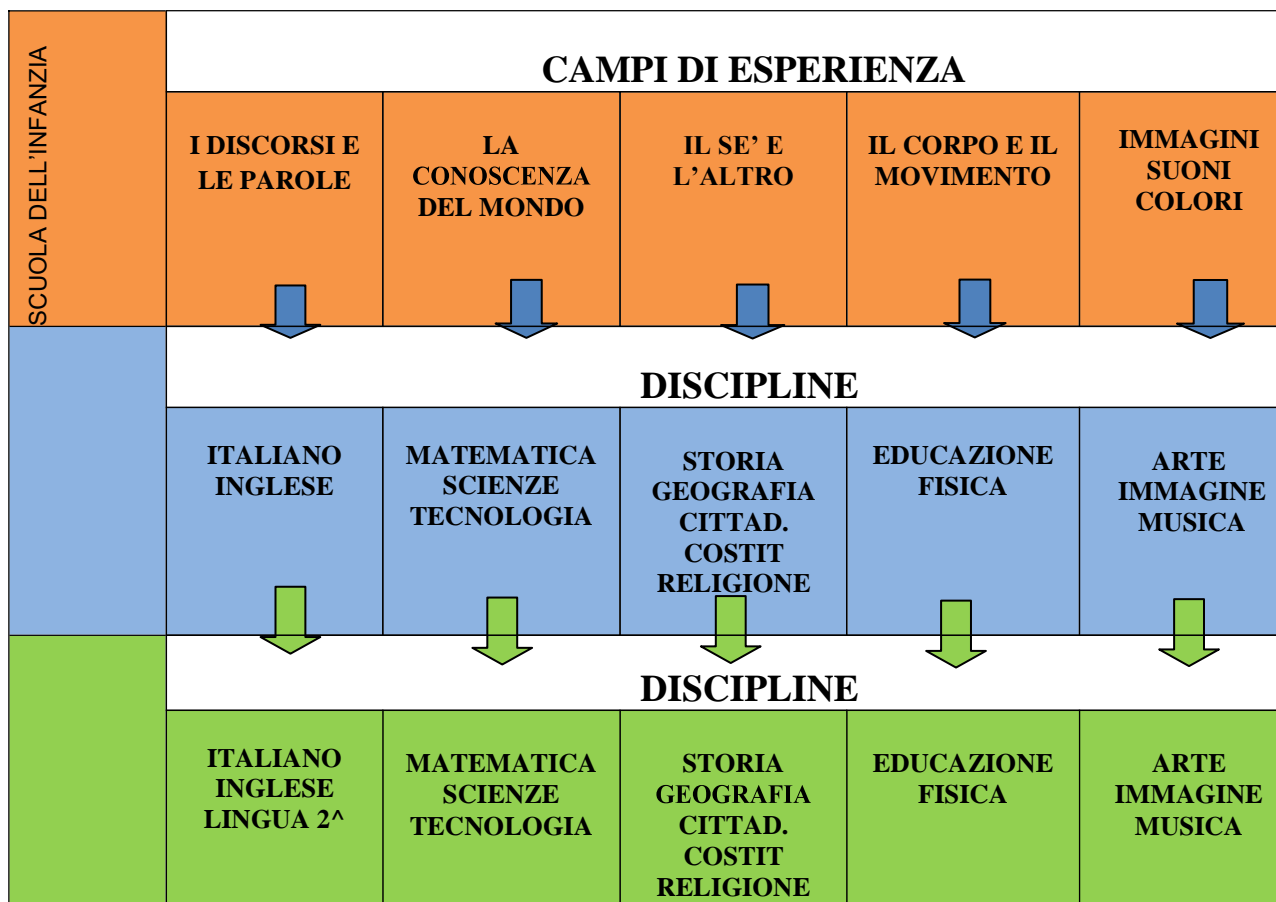 SCUOLA DELL'INFANZIA
CAMPI DI ESPERIENZA
I DISCORSI E
LE PAROLE
LA
CONOSCENZA
DEL MONDO
IL SE’ E
L’ALTRO
IL CORPO E IL
MOVIMENTO
IMMAGINI
SUONI
COLORI
DISCIPLINE
ITALIANO
INGLESE
MATEMATICA
SCIENZE
TECNOLOGIA
STORIA
GEOGRAFIA
CITTAD.
COSTIT
RELIGIONE
EDUCAZIONE
FISICA
ARTE
IMMAGINE
MUSICA
DISCIPLINE
ITALIANO
INGLESE
LINGUA 2^
MATEMATICA
SCIENZE
TECNOLOGIA
STORIA
GEOGRAFIA
CITTAD.
COSTIT
RELIGIONE
EDUCAZIONE
FISICA
ARTE
IMMAGINE
MUSICA